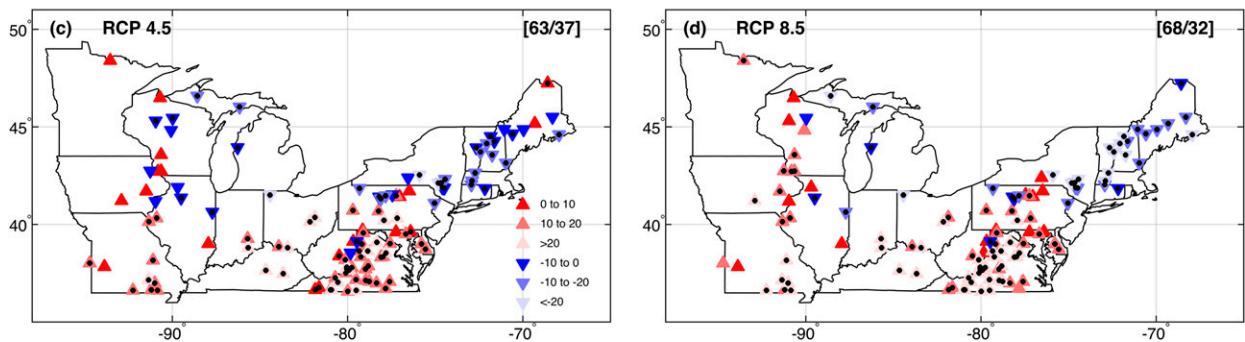 (c) RCP 4.5 [63/37]
50°
45°
40°
-90° -80° -70°
0 to 10
10 to 20
>20
-10 to 0
-10 to -20
<-20
(d) RCP 8.5 [68/32]
50°
45°
40°
-90° -80° -70°